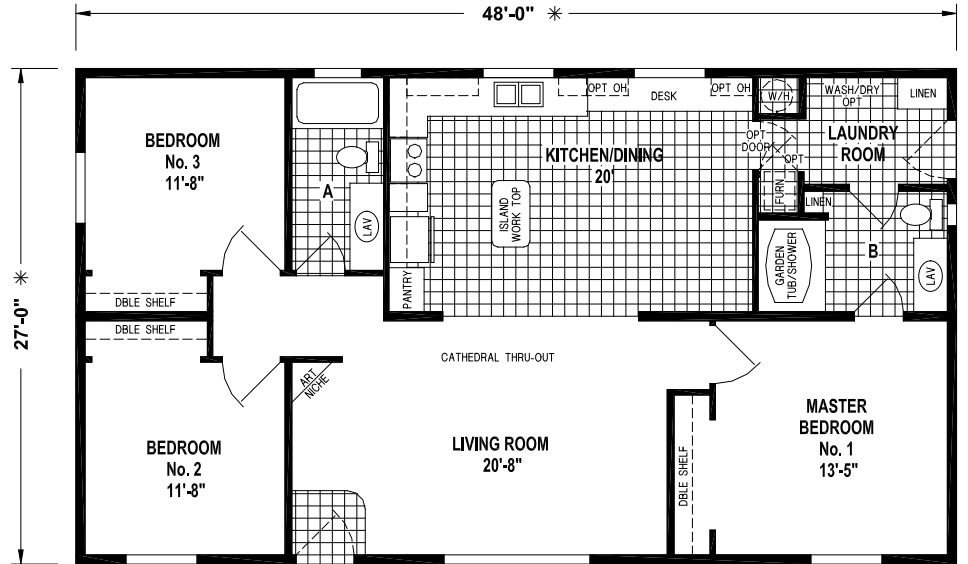 48'-0" ✳
27'-0" ✳
BEDROOM
No. 3
11'-8"
DBLE SHELF
A
LAV
KITCHEN/DINING
20'
OPT OH
DESK
OPT OH
ISLAND
WORK TOP
PANTRY
W/H
WASH/DRY
OPT
LINEN
LAUNDRY
ROOM
OPT
DOOR
OPT
FURN
LINEN
GARDEN
TUB/SHOWER
B
LAV
DBLE SHELF
BEDROOM
No. 2
11'-8"
ART
NICHE
CATHEDRAL THRU-OUT
LIVING ROOM
20'-8"
DBLE SHELF
MASTER
BEDROOM
No. 1
13'-5"